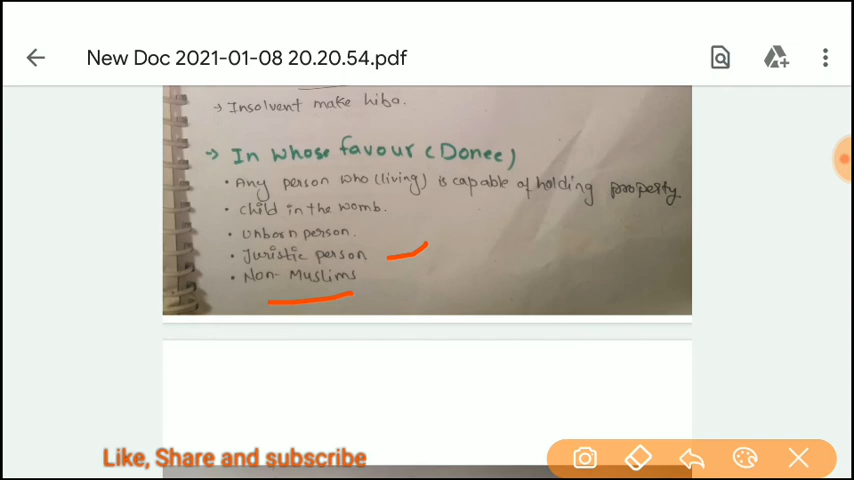 New Doc 2021-01-08 20.20.54.pdf
→ Insolvent make hiba.
→ In whose favour (Donee)
• Any person who (living) is capable of holding property.
• Child in the womb.
• Unborn person.
• Juristic person
• Non-Muslims
Like, Share and subscribe